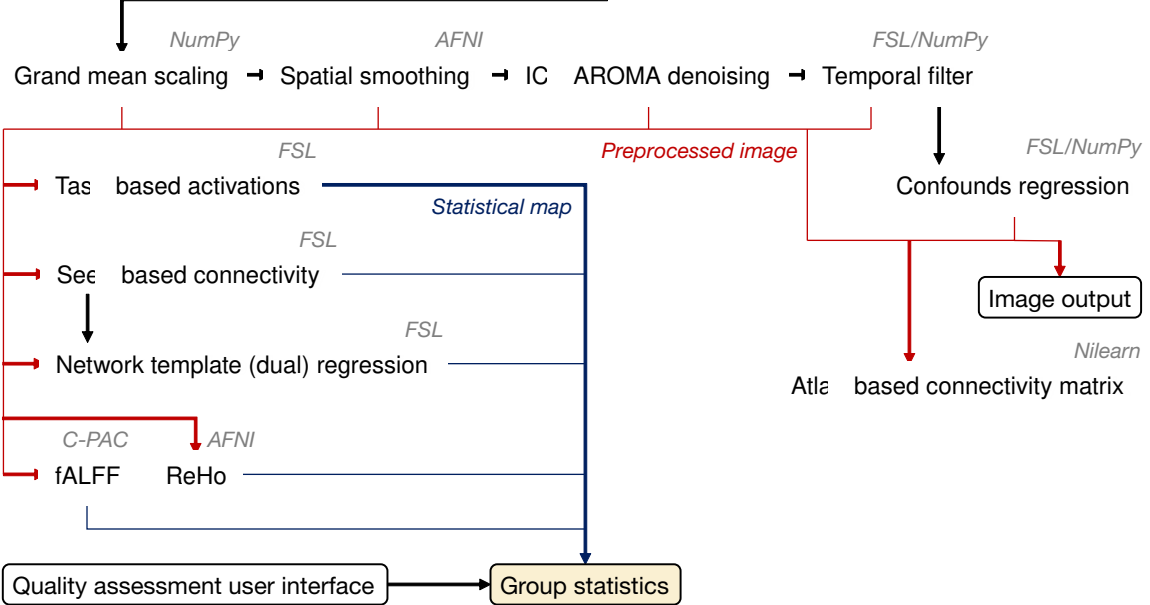 NumPy
AFNI
FSL/NumPy
Grand mean scaling
Spatial smoothing
IC AROMA denoising
Temporal filter
FSL
Preprocessed image
FSL/NumPy
Tas based activations
Statistical map
Confounds regression
FSL
See based connectivity
Image output
FSL
Network template (dual) regression
Nilearn
Atla based connectivity matrix
C-PAC
AFNI
fALFF
ReHo
Quality assessment user interface
Group statistics